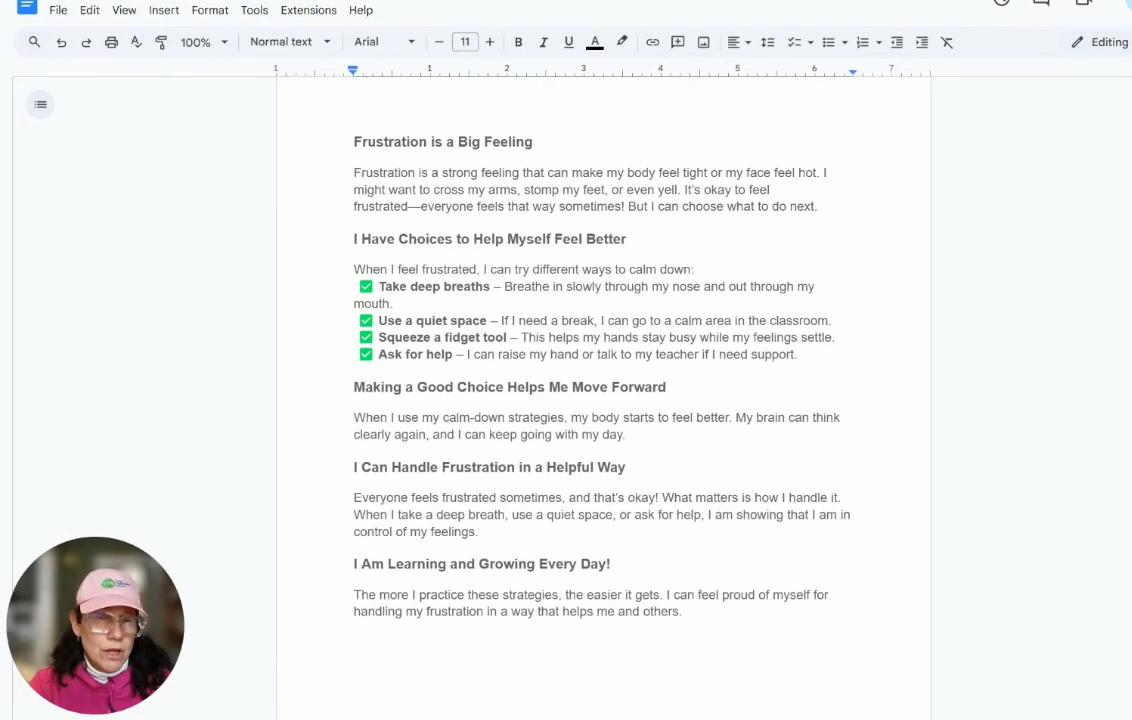 File Edit View Insert Format Tools Extensions Help
100% Normal text Arial 11 B I U A Editing
1 1 2 3 4 5 6 7
Frustration is a Big Feeling
Frustration is a strong feeling that can make my body feel tight or my face feel hot. I
might want to cross my arms, stomp my feet, or even yell. It's okay to feel
frustrated—everyone feels that way sometimes! But I can choose what to do next.
I Have Choices to Help Myself Feel Better
When I feel frustrated, I can try different ways to calm down:
✅ Take deep breaths – Breathe in slowly through my nose and out through my
mouth.
✅ Use a quiet space – If I need a break, I can go to a calm area in the classroom.
✅ Squeeze a fidget tool – This helps my hands stay busy while my feelings settle.
✅ Ask for help – I can raise my hand or talk to my teacher if I need support.
Making a Good Choice Helps Me Move Forward
When I use my calm-down strategies, my body starts to feel better. My brain can think
clearly again, and I can keep going with my day.
I Can Handle Frustration in a Helpful Way
Everyone feels frustrated sometimes, and that's okay! What matters is how I handle it.
When I take a deep breath, use a quiet space, or ask for help, I am showing that I am in
control of my feelings.
I Am Learning and Growing Every Day!
The more I practice these strategies, the easier it gets. I can feel proud of myself for
handling my frustration in a way that helps me and others.